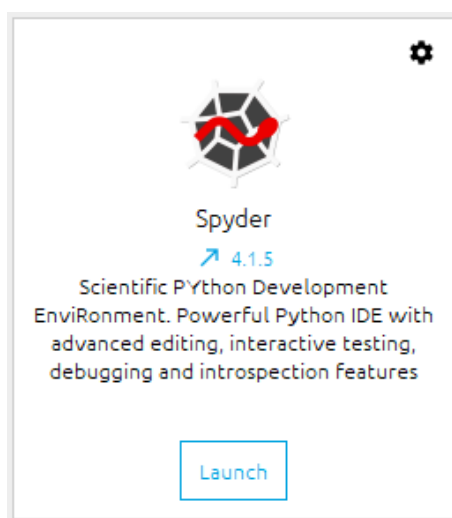 Spyder
4.1.5
Scientific PYthon Development
EnviRonment. Powerful Python IDE with
advanced editing, interactive testing,
debugging and introspection features
Launch